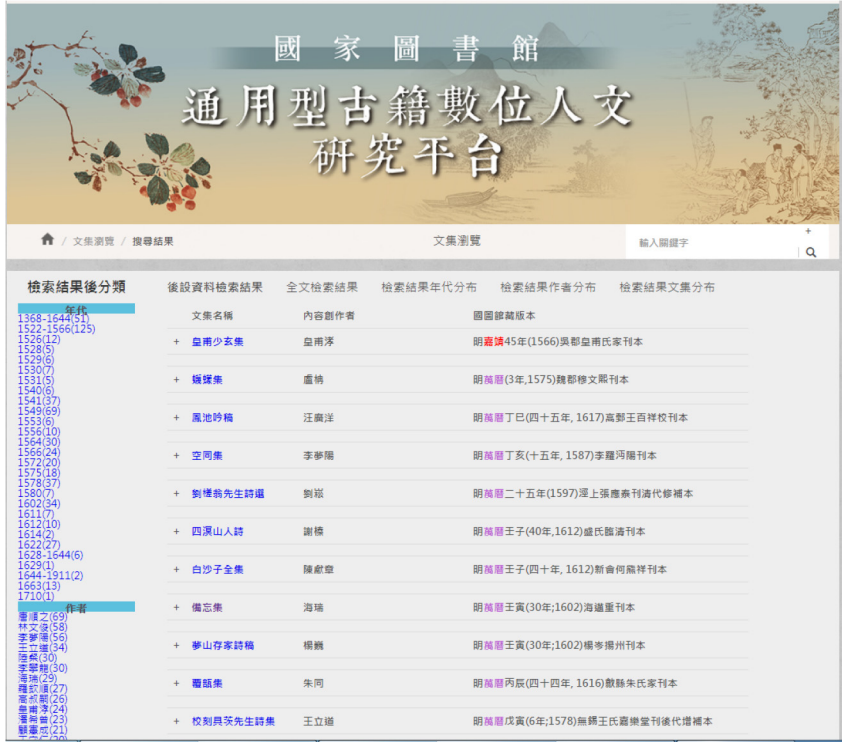 國家圖書館
通用型古籍數位人文
研究平台
/ 文集瀏覽 / 搜尋結果
文集瀏覽
輸入關鍵字
+
檢索結果後分類
後設資料檢索結果 全文檢索結果 檢索結果年代分布 檢索結果作者分布 檢索結果文集分布
年代
1368-1644(51)
1522-1566(125)
1526(12)
1528(5)
1529(6)
1530(7)
1531(5)
1540(6)
1541(37)
1549(69)
1553(6)
1556(10)
1564(30)
1566(24)
1572(20)
1575(18)
1578(37)
1580(7)
1602(34)
1611(7)
1612(10)
1614(2)
1622(27)
1628-1644(6)
1629(1)
1644-1911(2)
1663(13)
1710(1)
作者
唐順之(69)
林文俊(58)
李夢陽(56)
王立道(34)
陸粲(30)
李攀龍(30)
海瑞(29)
羅欽順(27)
高叔嗣(26)
皇甫涍(24)
潘希曾(23)
顧憲成(21)
文集名稱 內容創作者 國圖館藏版本
+ 皇甫少玄集 皇甫涍 明嘉靖45年(1566)吳郡皇甫氏家刊本
+ 蠛蠓集 盧柟 明萬曆(3年,1575)魏郡穆文熙刊本
+ 鳳池吟稿 汪廣洋 明萬曆丁巳(四十五年, 1617)高郵王百祥校刊本
+ 空同集 李夢陽 明萬曆丁亥(十五年, 1587)李羅沔陽刊本
+ 劉槎翁先生詩選 劉崧 明萬曆二十五年(1597)涇上張應泰刊清代修補本
+ 四溟山人詩 謝榛 明萬曆壬子(40年,1612)盛氏臨清刊本
+ 白沙子全集 陳獻章 明萬曆壬子(四十年, 1612)新會何熊祥刊本
+ 備忘集 海瑞 明萬曆壬寅(30年;1602)海邁重刊本
+ 夢山存家詩稿 楊巍 明萬曆壬寅(30年;1602)楊岑揚州刊本
+ 覆瓿集 朱同 明萬曆丙辰(四十四年, 1616)歙縣朱氏家刊本
+ 校刻具茨先生詩集 王立道 明萬曆戊寅(6年;1578)無錫王氏嘉樂堂刊後代增補本